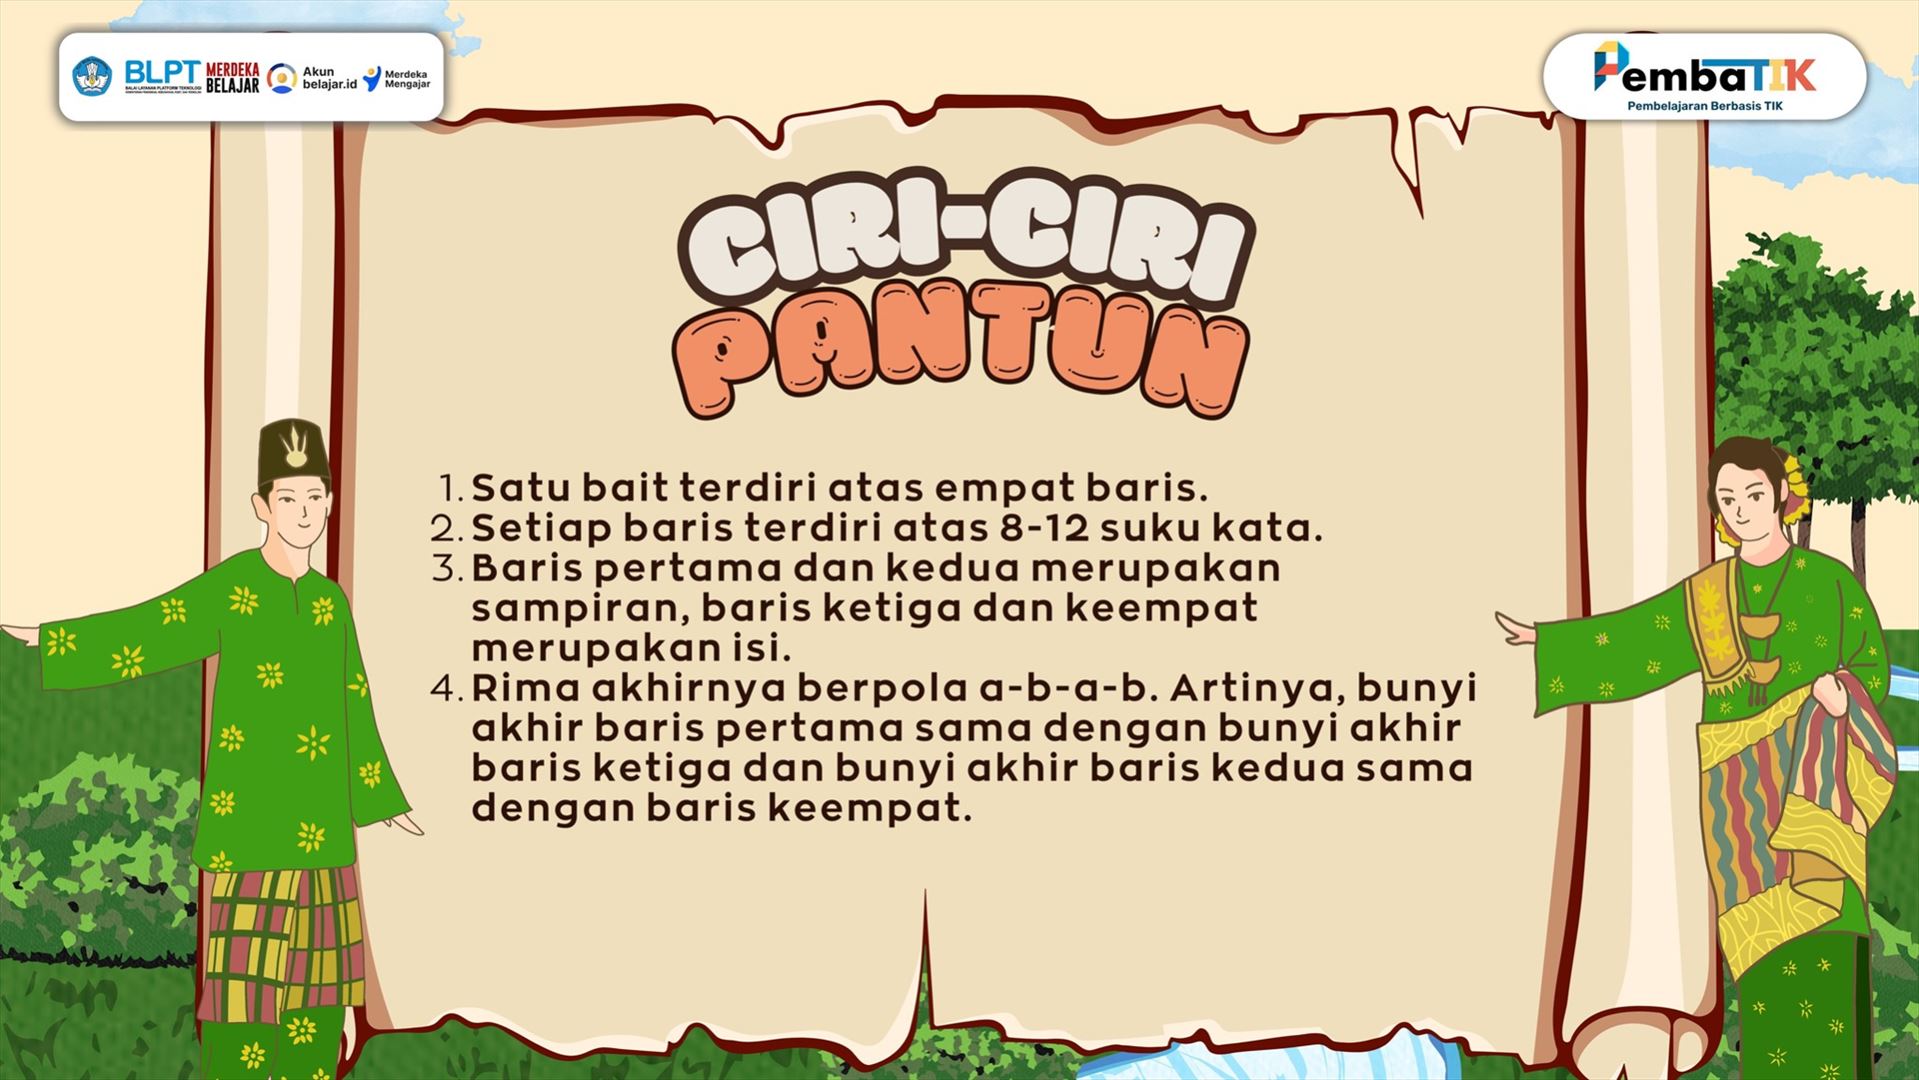 BLPT
MERDEKA
BELAJAR
Akun
belajar.id
Merdeka
Mengajar
PembaTIK
Pembelajaran Berbasis TIK
CIRI-CIRI
PANTUN
1. Satu bait terdiri atas empat baris.
2. Setiap baris terdiri atas 8-12 suku kata.
3. Baris pertama dan kedua merupakan
sampiran, baris ketiga dan keempat
merupakan isi.
4. Rima akhirnya berpola a-b-a-b. Artinya, bunyi
akhir baris pertama sama dengan bunyi akhir
baris ketiga dan bunyi akhir baris kedua sama
dengan baris keempat.